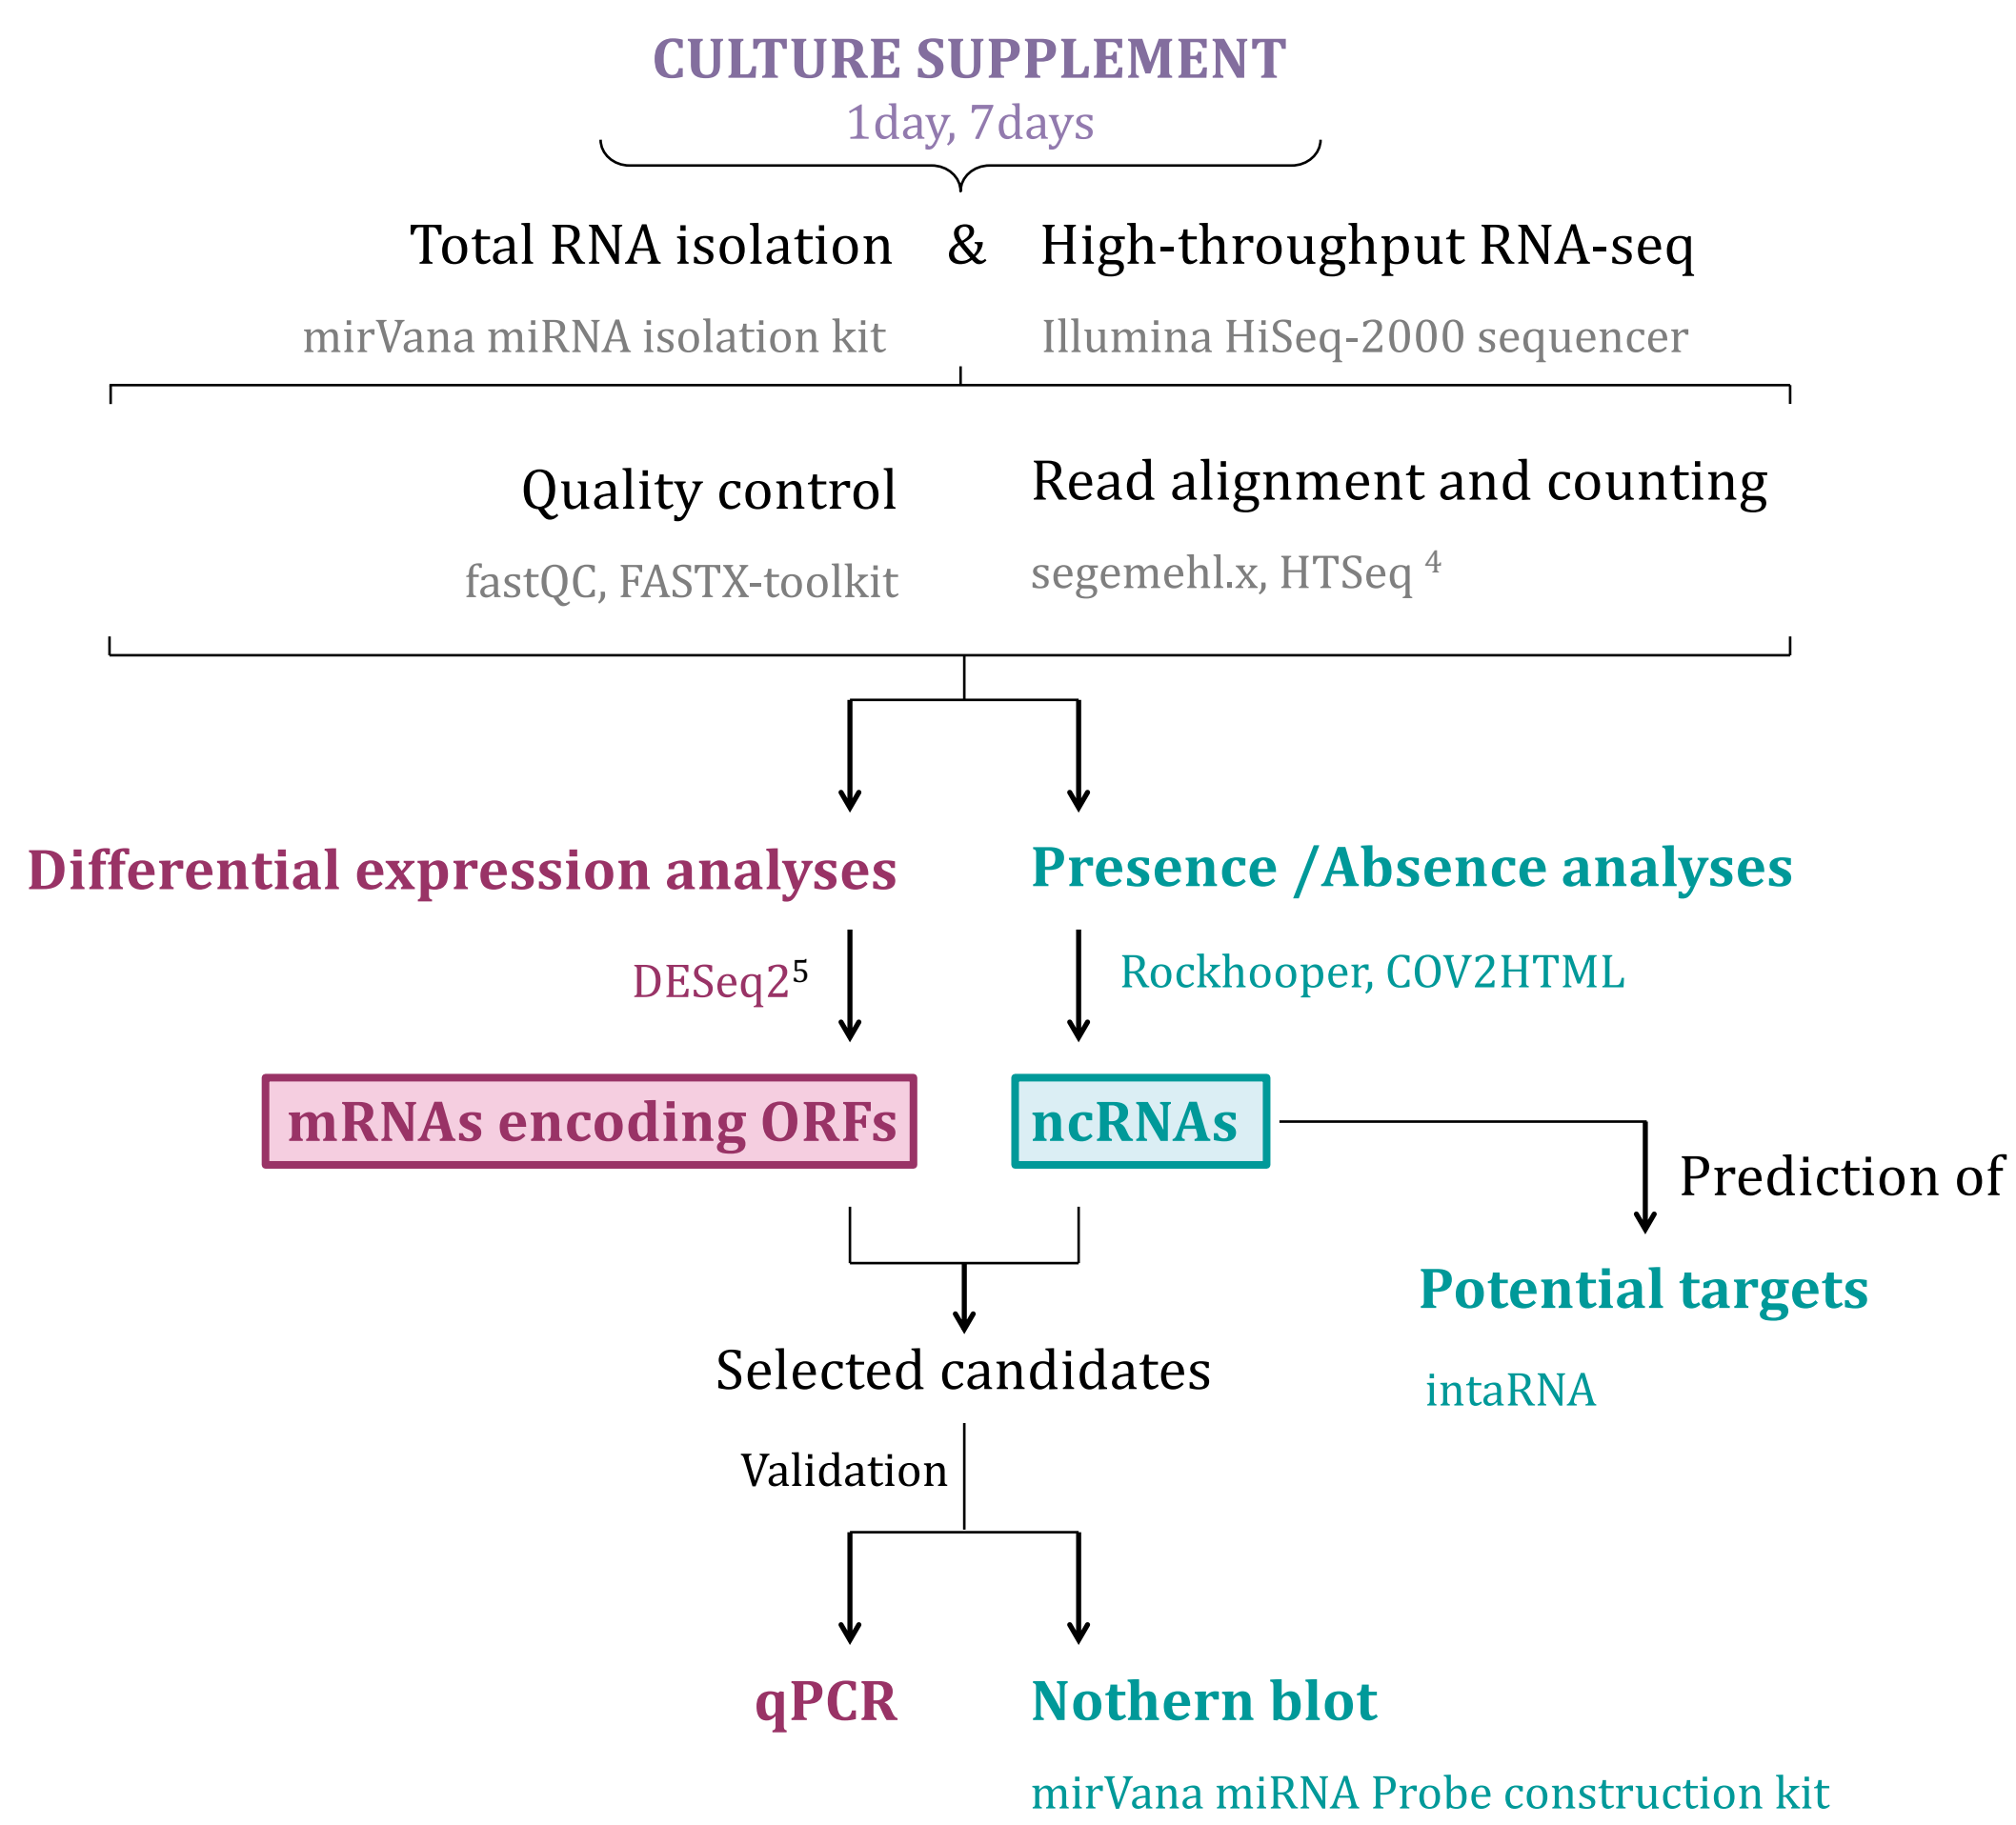 CULTURE SUPPLEMENT
1day, 7days
Total RNA isolation & High-throughput RNA-seq
mirVana miRNA isolation kit Illumina HiSeq-2000 sequencer
Quality control Read alignment and counting
fastQC, FASTX-toolkit segemehl.x, HTSeq 4
Differential expression analyses Presence /Absence analyses
DESeq2⁵ Rockhooper, COV2HTML
mRNAs encoding ORFs ncRNAs
Prediction of
Potential targets
Selected candidates
intaRNA
Validation
qPCR Nothern blot
mirVana miRNA Probe construction kit